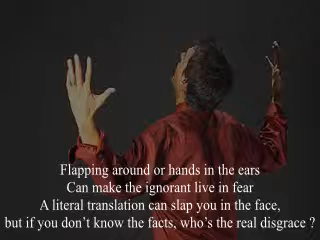 Flapping around or hands in the ears
Can make the ignorant live in fear
A literal translation can slap you in the face,
but if you don't know the facts, who's the real disgrace ?